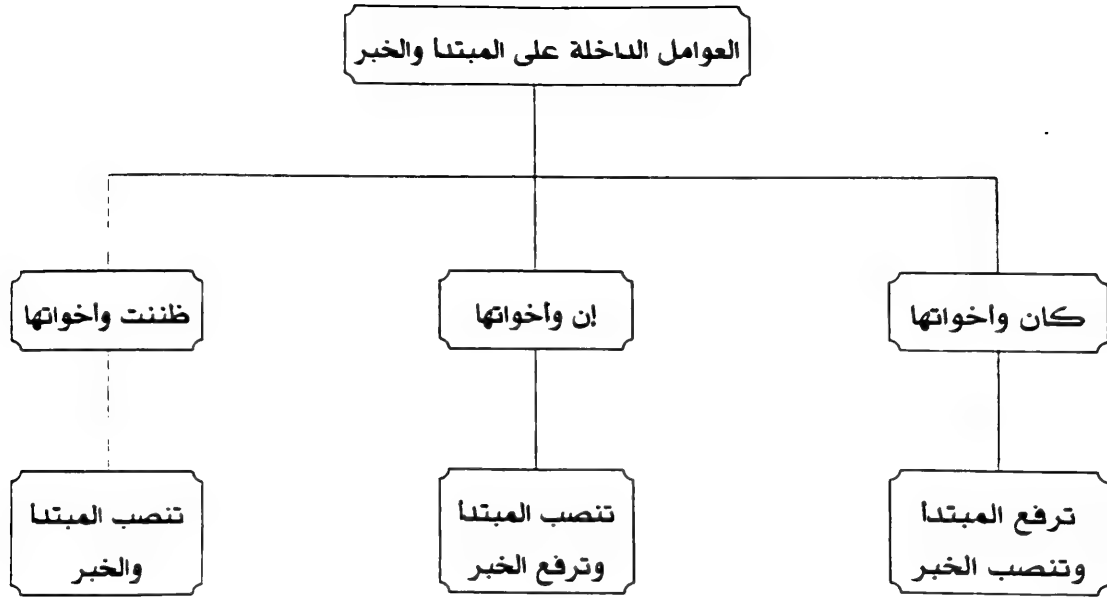 العوامل الداخلة على المبتدأ والخبر
كان وأخواتها
إن وأخواتها
ظننت وأخواتها
ترفع المبتدأ
وتنصب الخبر
تنصب المبتدأ
وترفع الخبر
تنصب المبتدأ
والخبر